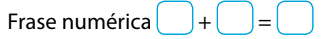 Frase numérica + =